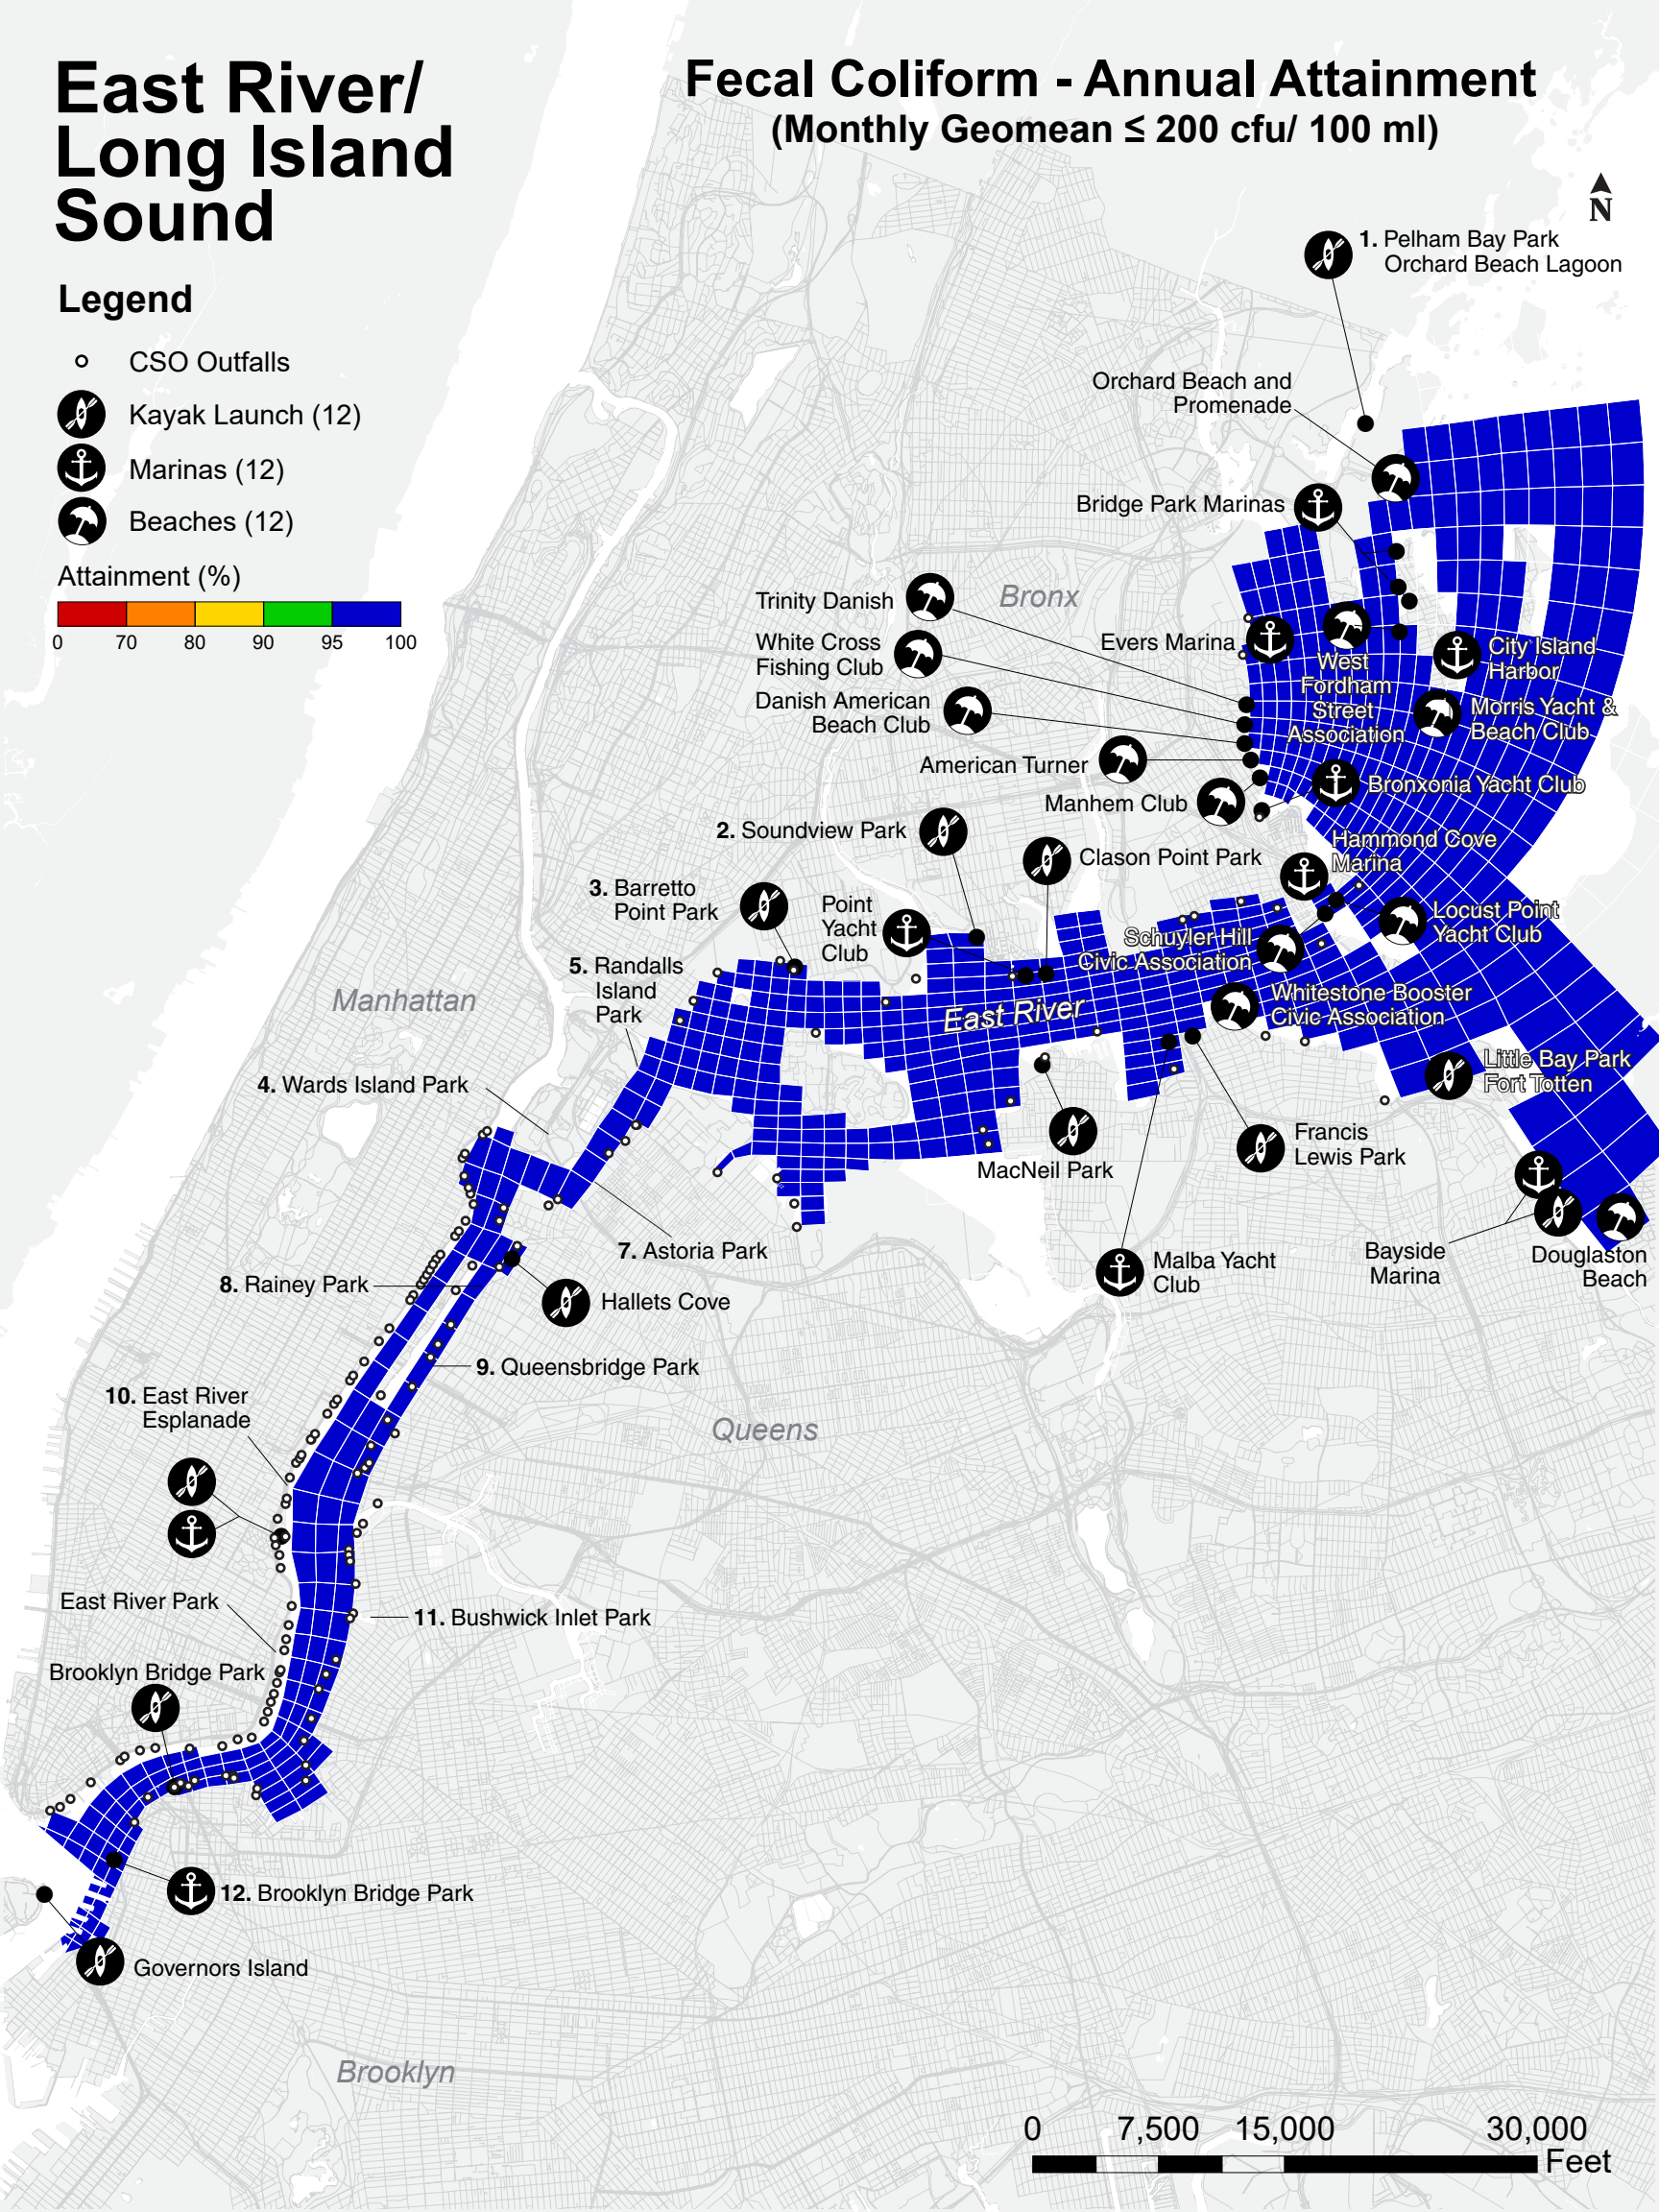 East River/
Long Island
Sound
Fecal Coliform - Annual Attainment
(Monthly Geomean ≤ 200 cfu/ 100 ml)
N
Legend
CSO Outfalls
Kayak Launch (12)
Marinas (12)
Beaches (12)
Attainment (%)
0 70 80 90 95 100
1. Pelham Bay Park
Orchard Beach Lagoon
Orchard Beach and
Promenade
Bridge Park Marinas
Bronx
Trinity Danish
White Cross
Fishing Club
Evers Marina
City Island
Harbor
West
Fordham
Street
Association
Danish American
Beach Club
Morris Yacht &
Beach Club
American Turner
Bronxonia Yacht Club
Manhem Club
2. Soundview Park
Hammond Cove
Marina
Clason Point Park
3. Barretto
Point Park
Point
Yacht
Club
Locust Point
Yacht Club
Schuyler Hill
Civic Association
5. Randalls
Island
Park
Manhattan
East River
Whitestone Booster
Civic Association
Little Bay Park
Fort Totten
4. Wards Island Park
Francis
Lewis Park
MacNeil Park
7. Astoria Park
Malba Yacht
Club
Bayside
Marina
Douglaston
Beach
8. Rainey Park
Hallets Cove
9. Queensbridge Park
10. East River
Esplanade
Queens
East River Park
11. Bushwick Inlet Park
Brooklyn Bridge Park
12. Brooklyn Bridge Park
Governors Island
Brooklyn
0 7,500 15,000 30,000
Feet